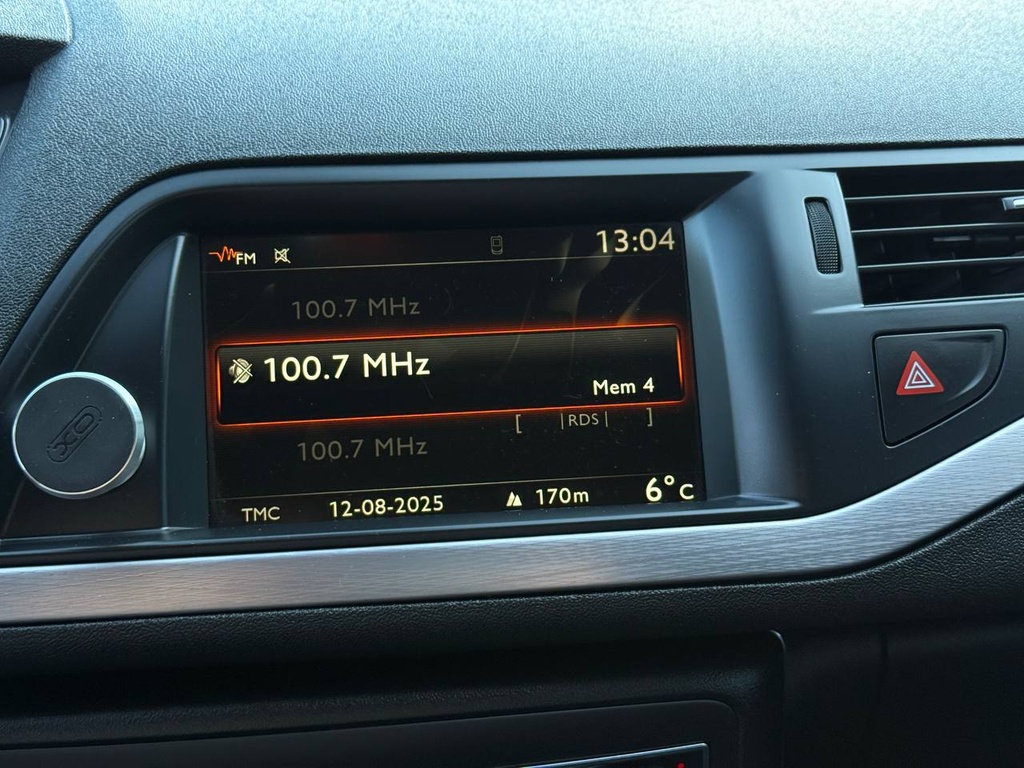 FM 13:04
100.7 MHz
100.7 MHz
Mem 4
[ |RDS| ]
100.7 MHz
TMC 12-08-2025 170m 6°C
XO